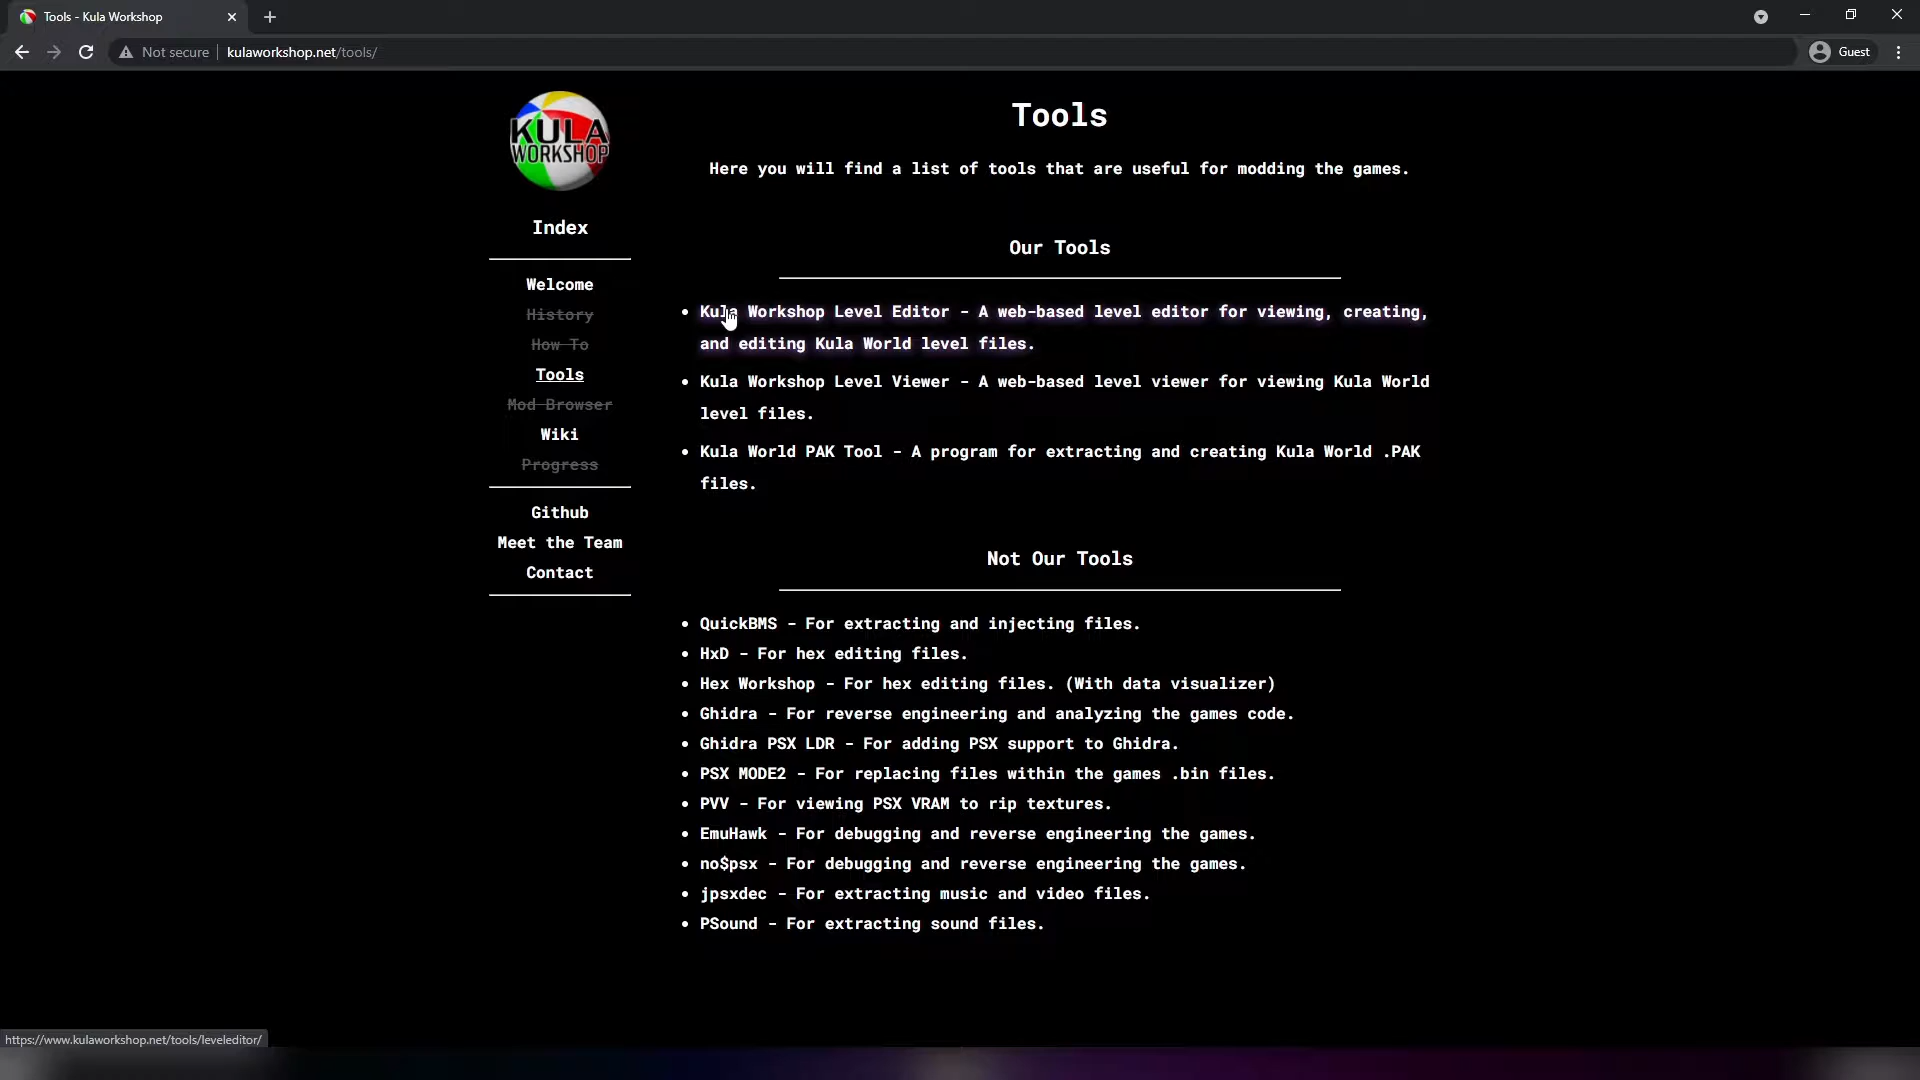 Tools - Kula Workshop
Not secure
kulaworkshop.net/tools/
Guest
KULA
WORKSHOP
Index
Welcome
History
How To
Tools
Mod Browser
Wiki
Progress
Github
Meet the Team
Contact
Tools
Here you will find a list of tools that are useful for modding the games.
Our Tools
• Kula Workshop Level Editor - A web-based level editor for viewing, creating,
and editing Kula World level files.
• Kula Workshop Level Viewer - A web-based level viewer for viewing Kula World
level files.
• Kula World PAK Tool - A program for extracting and creating Kula World .PAK
files.
Not Our Tools
• QuickBMS - For extracting and injecting files.
• HxD - For hex editing files.
• Hex Workshop - For hex editing files. (With data visualizer)
• Ghidra - For reverse engineering and analyzing the games code.
• Ghidra PSX LDR - For adding PSX support to Ghidra.
• PSX MODE2 - For replacing files within the games .bin files.
• PVV - For viewing PSX VRAM to rip textures.
• EmuHawk - For debugging and reverse engineering the games.
• no$psx - For debugging and reverse engineering the games.
• jpsxdec - For extracting music and video files.
• PSound - For extracting sound files.
https://www.kulaworkshop.net/tools/leveleditor/